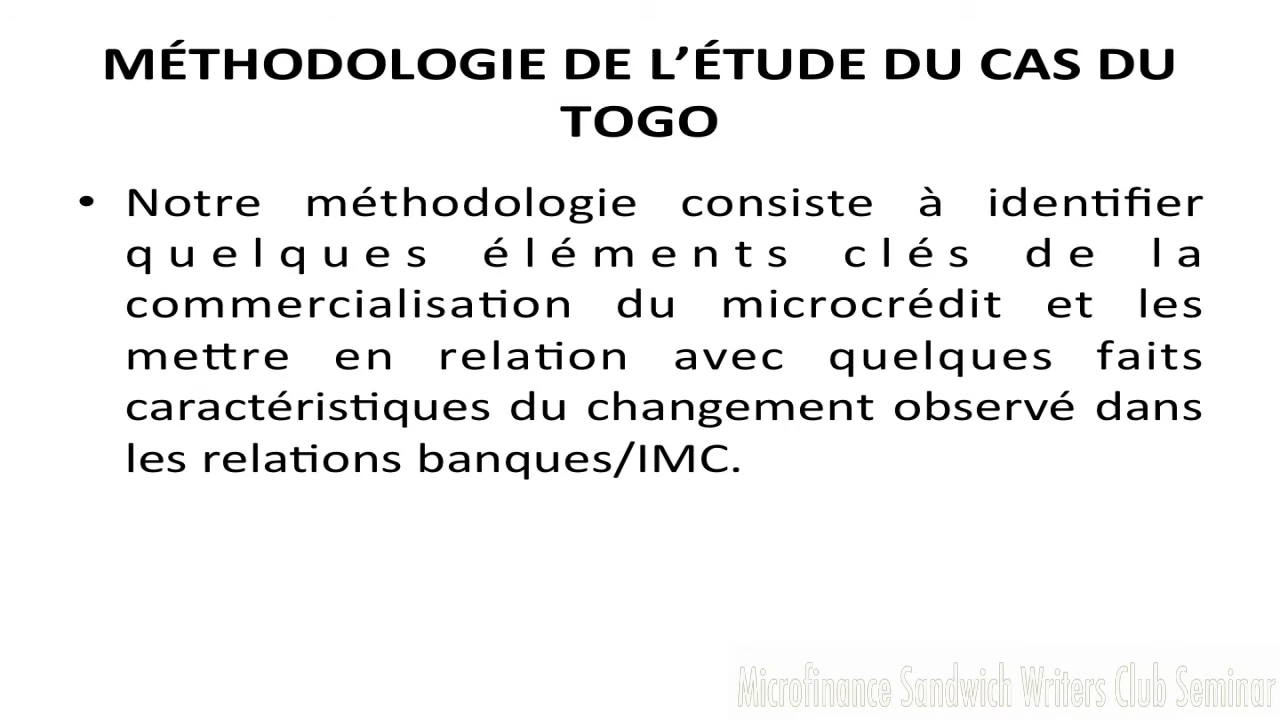 MÉTHODOLOGIE DE L’ÉTUDE DU CAS DU
TOGO
• Notre méthodologie consiste à identifier
quelques éléments clés de la
commercialisation du microcrédit et les
mettre en relation avec quelques faits
caractéristiques du changement observé dans
les relations banques/IMC.
Microfinance Sandwich Writers Club Seminar